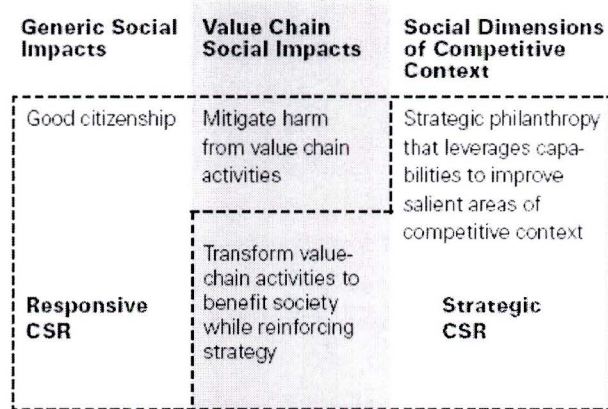 Generic Social
Impacts
Value Chain
Social Impacts
Social Dimensions
of Competitive
Context
Good citizenship
Mitigate harm
from value chain
activities
Strategic philanthropy
that leverages capa-
bilities to improve
salient areas of
competitive context
Transform value-
chain activities to
benefit society
while reinforcing
strategy
Responsive
CSR
Strategic
CSR